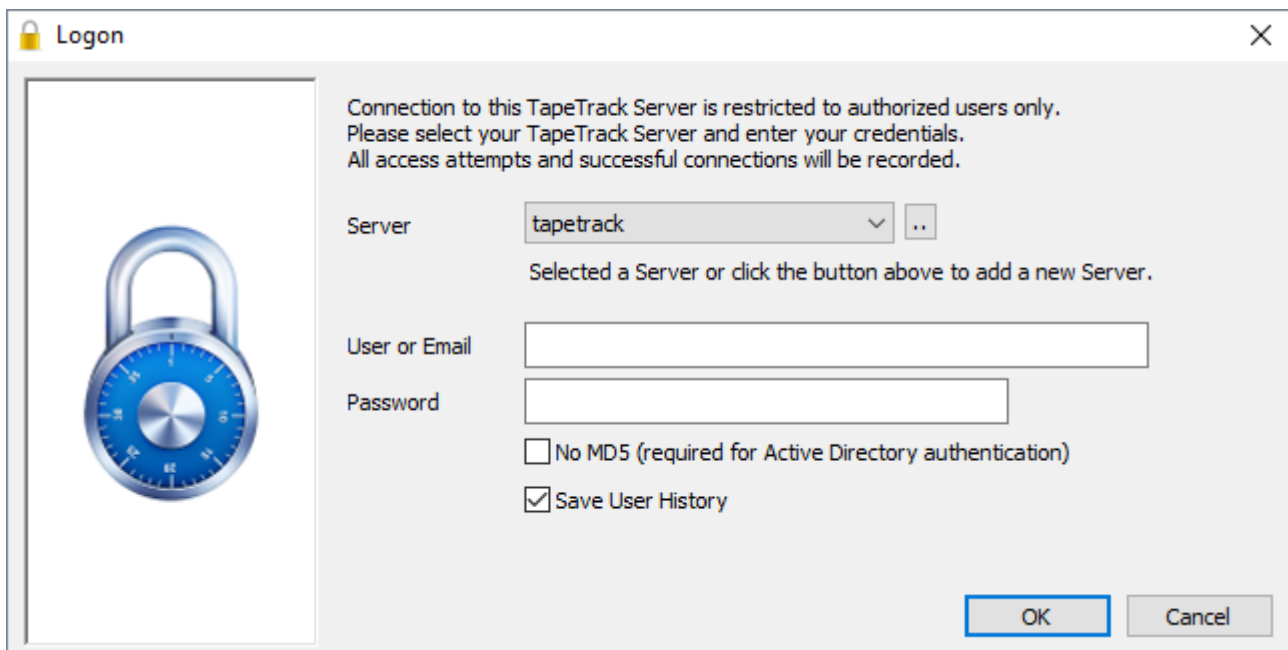 Logon
Connection to this TapeTrack Server is restricted to authorized users only.
Please select your TapeTrack Server and enter your credentials.
All access attempts and successful connections will be recorded.
Server
tapetrack
..
Selected a Server or click the button above to add a new Server.
User or Email
Password
No MD5 (required for Active Directory authentication)
Save User History
OK Cancel